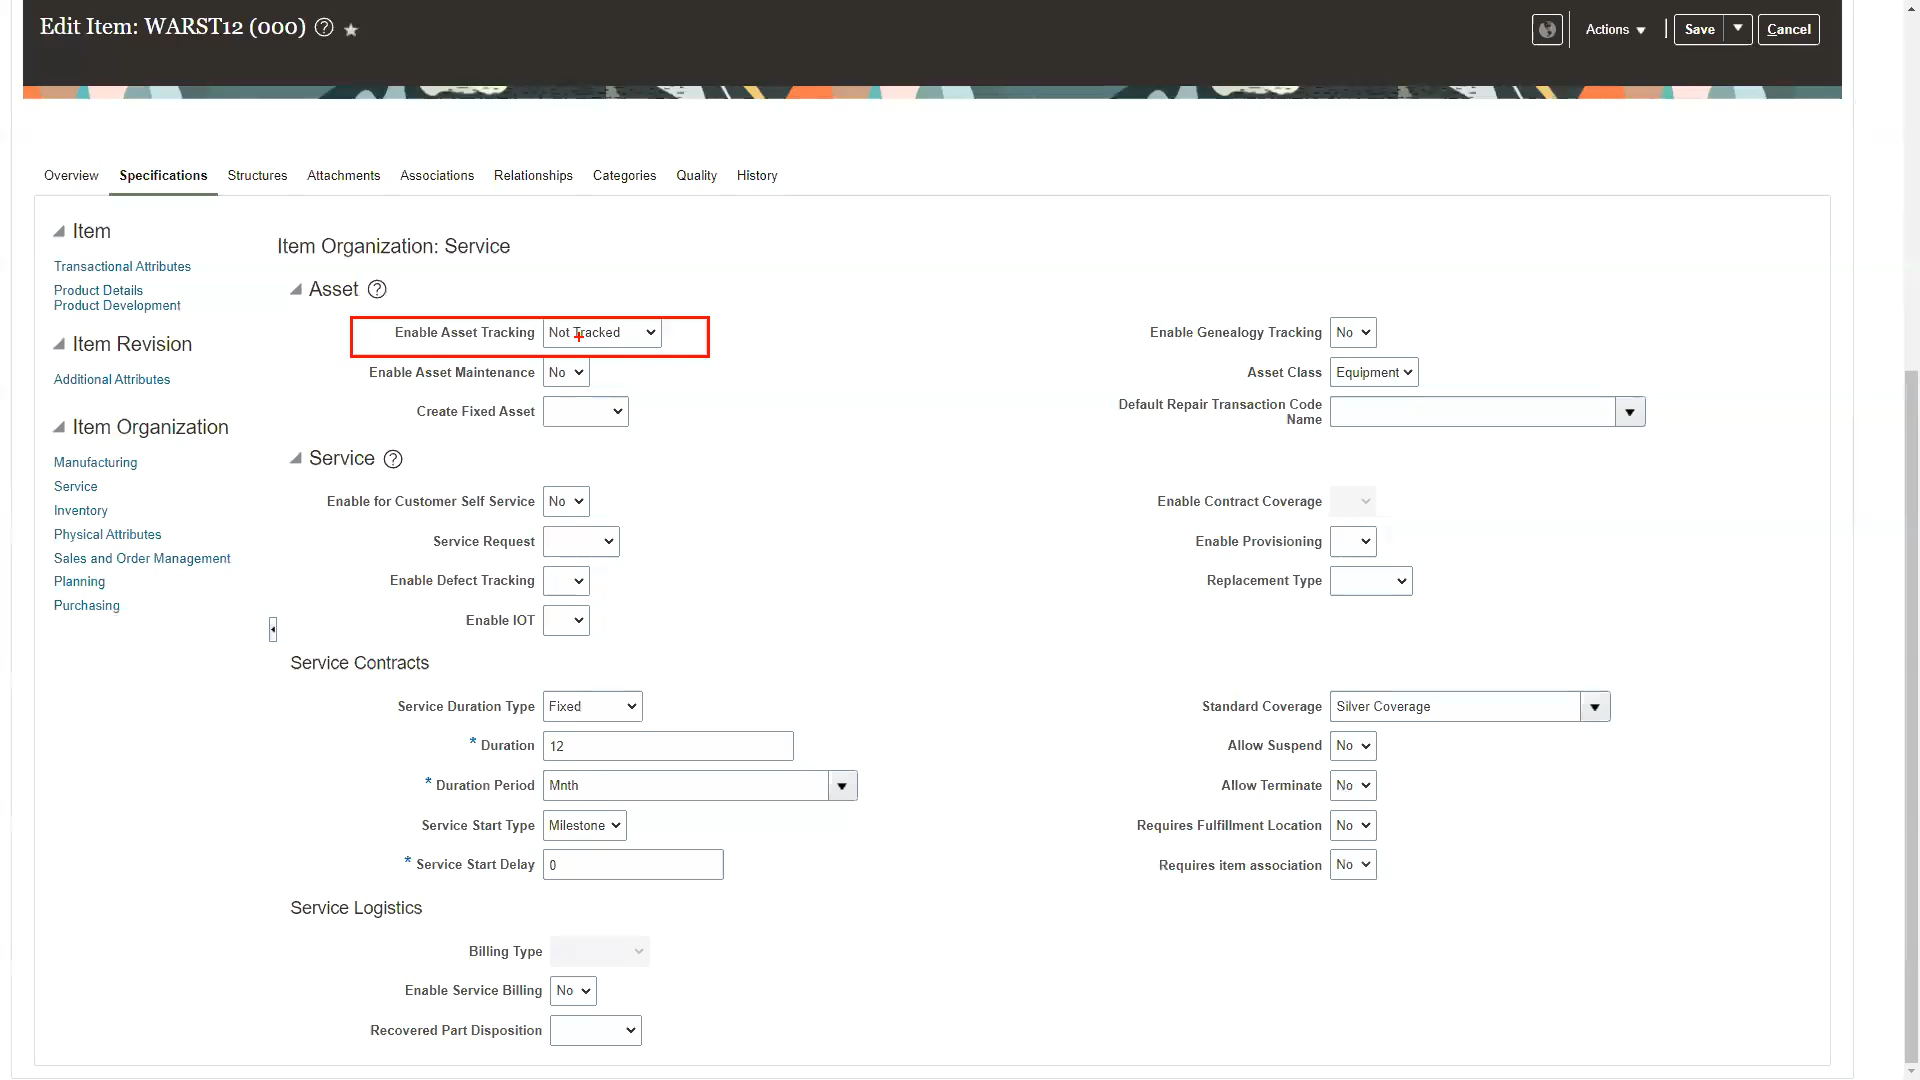 Edit Item: WARST12 (000)
Actions
Save
Cancel
Overview Specifications Structures Attachments Associations Relationships Categories Quality History
Item
Transactional Attributes
Product Details
Product Development
Item Revision
Additional Attributes
Item Organization
Manufacturing
Service
Inventory
Physical Attributes
Sales and Order Management
Planning
Purchasing
Item Organization: Service
Asset
Enable Asset Tracking Not Tracked
Enable Genealogy Tracking No
Enable Asset Maintenance No
Asset Class Equipment
Create Fixed Asset
Default Repair Transaction Code
Name
Service
Enable for Customer Self Service No
Enable Contract Coverage
Service Request
Enable Provisioning
Enable Defect Tracking
Replacement Type
Enable IOT
Service Contracts
Service Duration Type Fixed
Standard Coverage Silver Coverage
* Duration 12
Allow Suspend No
* Duration Period Mnth
Allow Terminate No
Service Start Type Milestone
Requires Fulfillment Location No
* Service Start Delay 0
Requires item association No
Service Logistics
Billing Type
Enable Service Billing No
Recovered Part Disposition